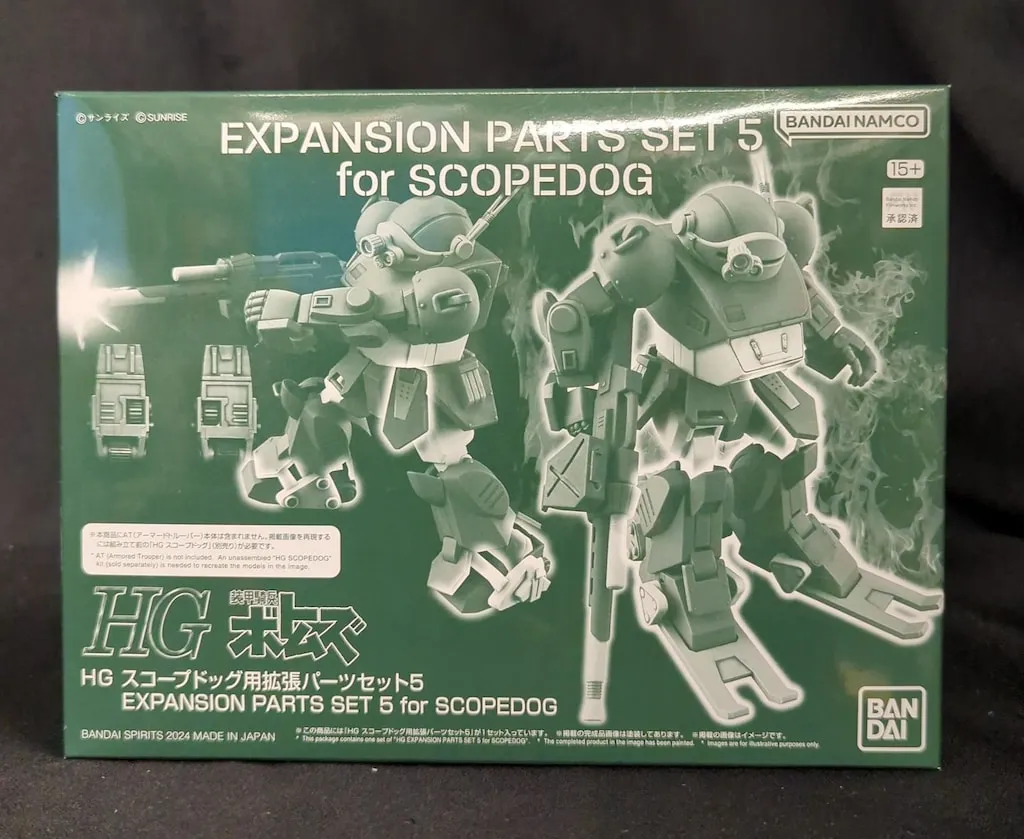 ©サンライズ ©SUNRISE
EXPANSION PARTS SET 5
for SCOPEDOG
BANDAI NAMCO
15+
承認済
※本商品にAT(アーマードトルーパー)本体は含まれません。掲載画像を再現する
には組み立て前の「HG スコープドッグ」(別売り)が必要です。
* AT (Armored Trooper) is not included. An unassembled "HG SCOPEDOG"
kit (sold separately) is needed to recreate the models in the image.
HG 装甲騎兵
ボトムズ
HG スコープドッグ用拡張パーツセット5
EXPANSION PARTS SET 5 for SCOPEDOG
BANDAI SPIRITS 2024 MADE IN JAPAN
※この商品には「HG スコープドッグ用拡張パーツセット5」が1セット入っています。 ※掲載の完成品画像は塗装してあります。 ※掲載の画像はイメージです。
* This package contains one set of "HG EXPANSION PARTS SET 5 for SCOPEDOG". * The completed product in the image has been painted. * Images are for illustrative purposes only.
BAN
DAI